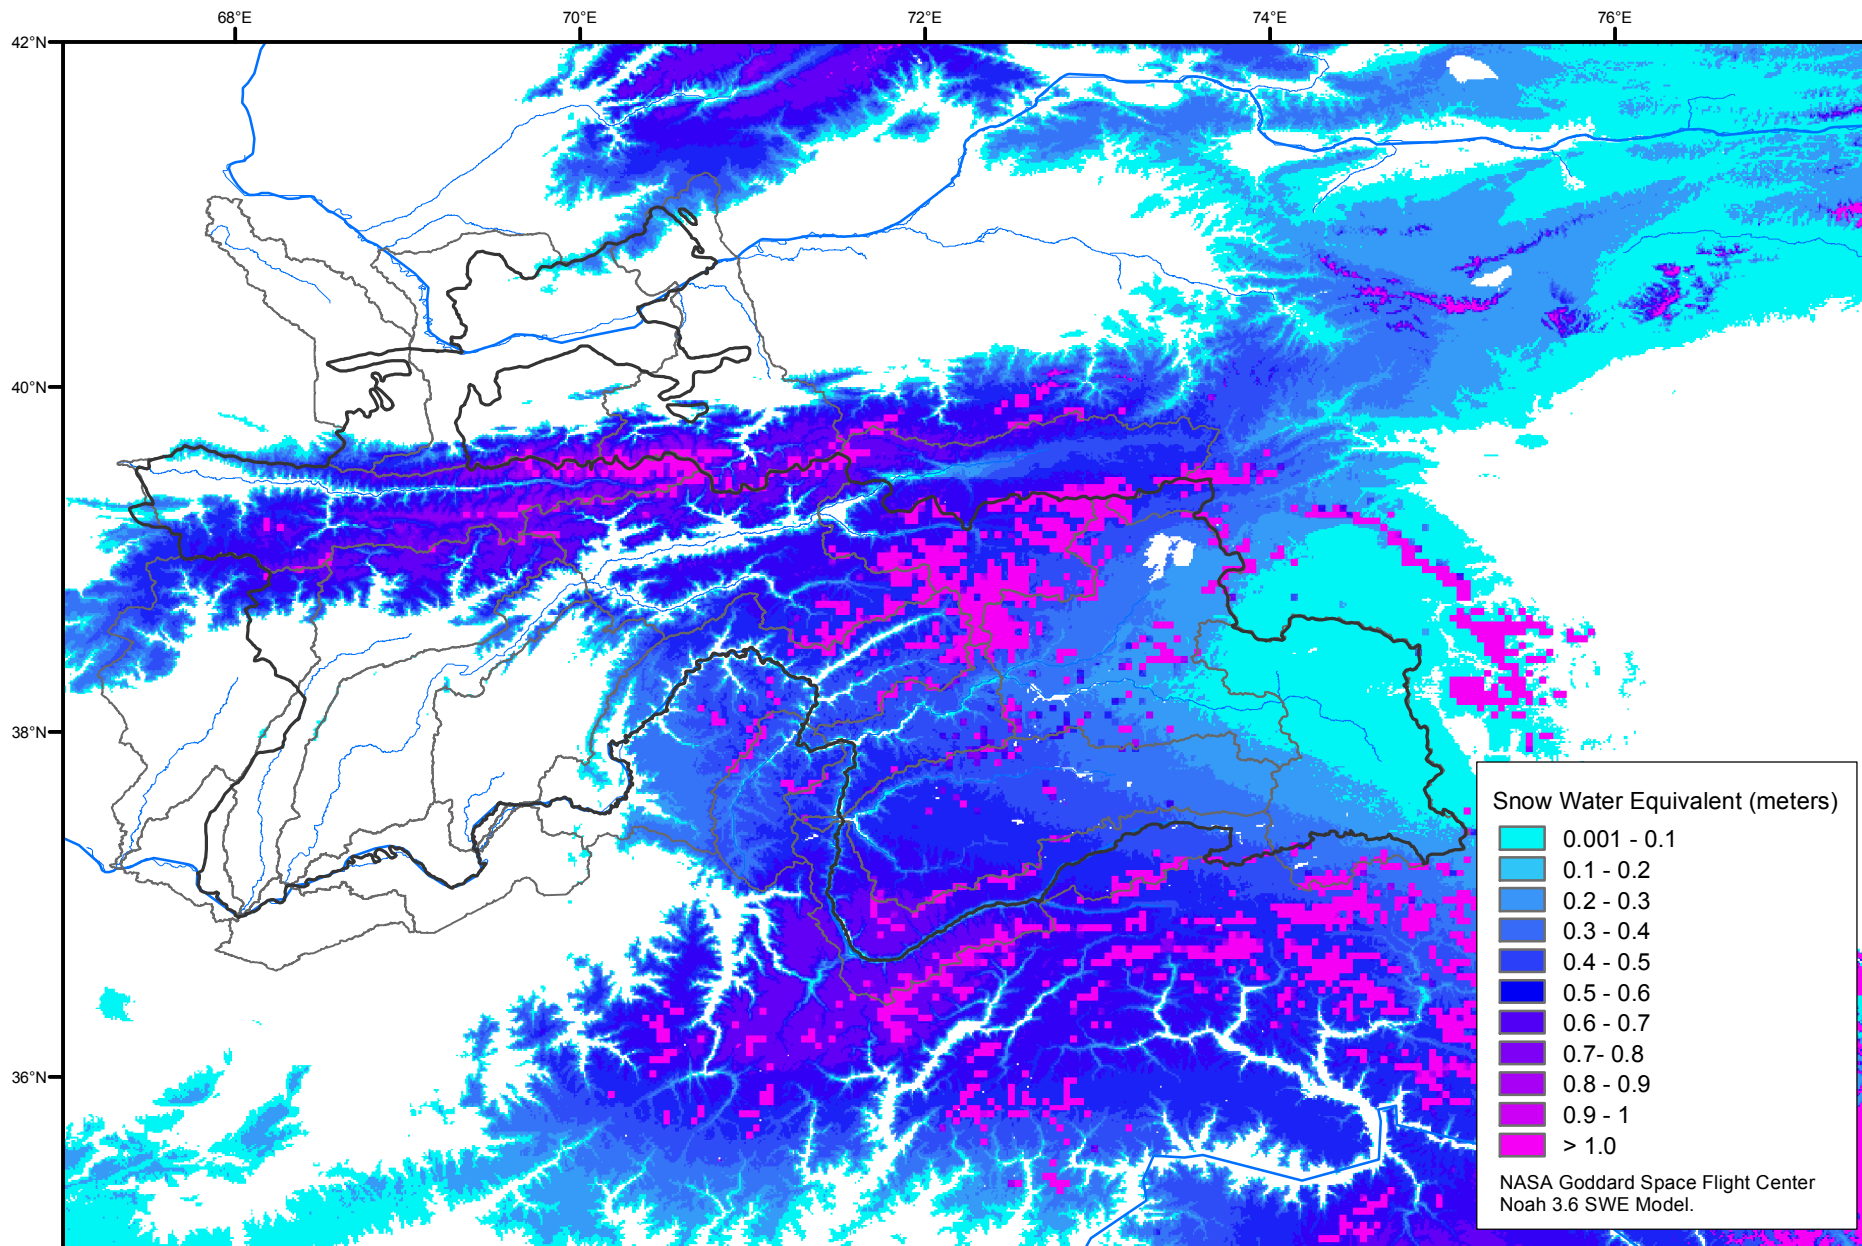 68°E 70°E 72°E 74°E 76°E
42°N
40°N
38°N
36°N
Snow Water Equivalent (meters)
0.001 - 0.1
0.1 - 0.2
0.2 - 0.3
0.3 - 0.4
0.4 - 0.5
0.5 - 0.6
0.6 - 0.7
0.7- 0.8
0.8 - 0.9
0.9 - 1
> 1.0
NASA Goddard Space Flight Center
Noah 3.6 SWE Model.